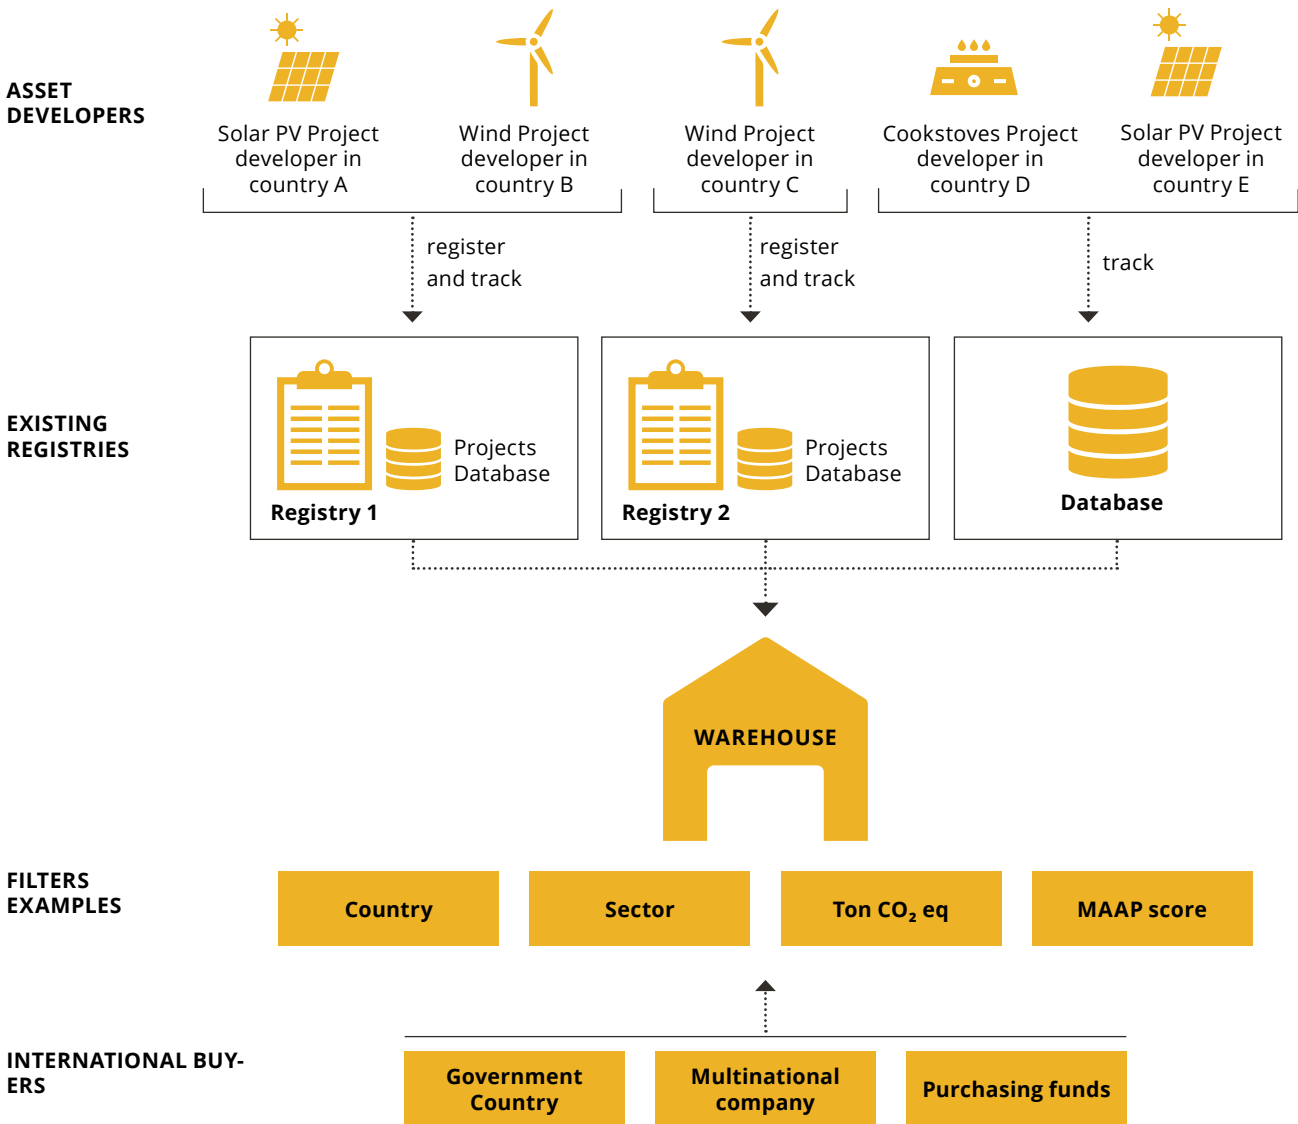 ASSET
DEVELOPERS
Solar PV Project
developer in
country A
Wind Project
developer in
country B
Wind Project
developer in
country C
Cookstoves Project
developer in
country D
Solar PV Project
developer in
country E
register
and track
register
and track
track
EXISTING
REGISTRIES
Projects
Database
Registry 1
Projects
Database
Registry 2
Database
WAREHOUSE
FILTERS
EXAMPLES
Country
Sector
Ton CO₂ eq
MAAP score
INTERNATIONAL BUY-
ERS
Government
Country
Multinational
company
Purchasing funds